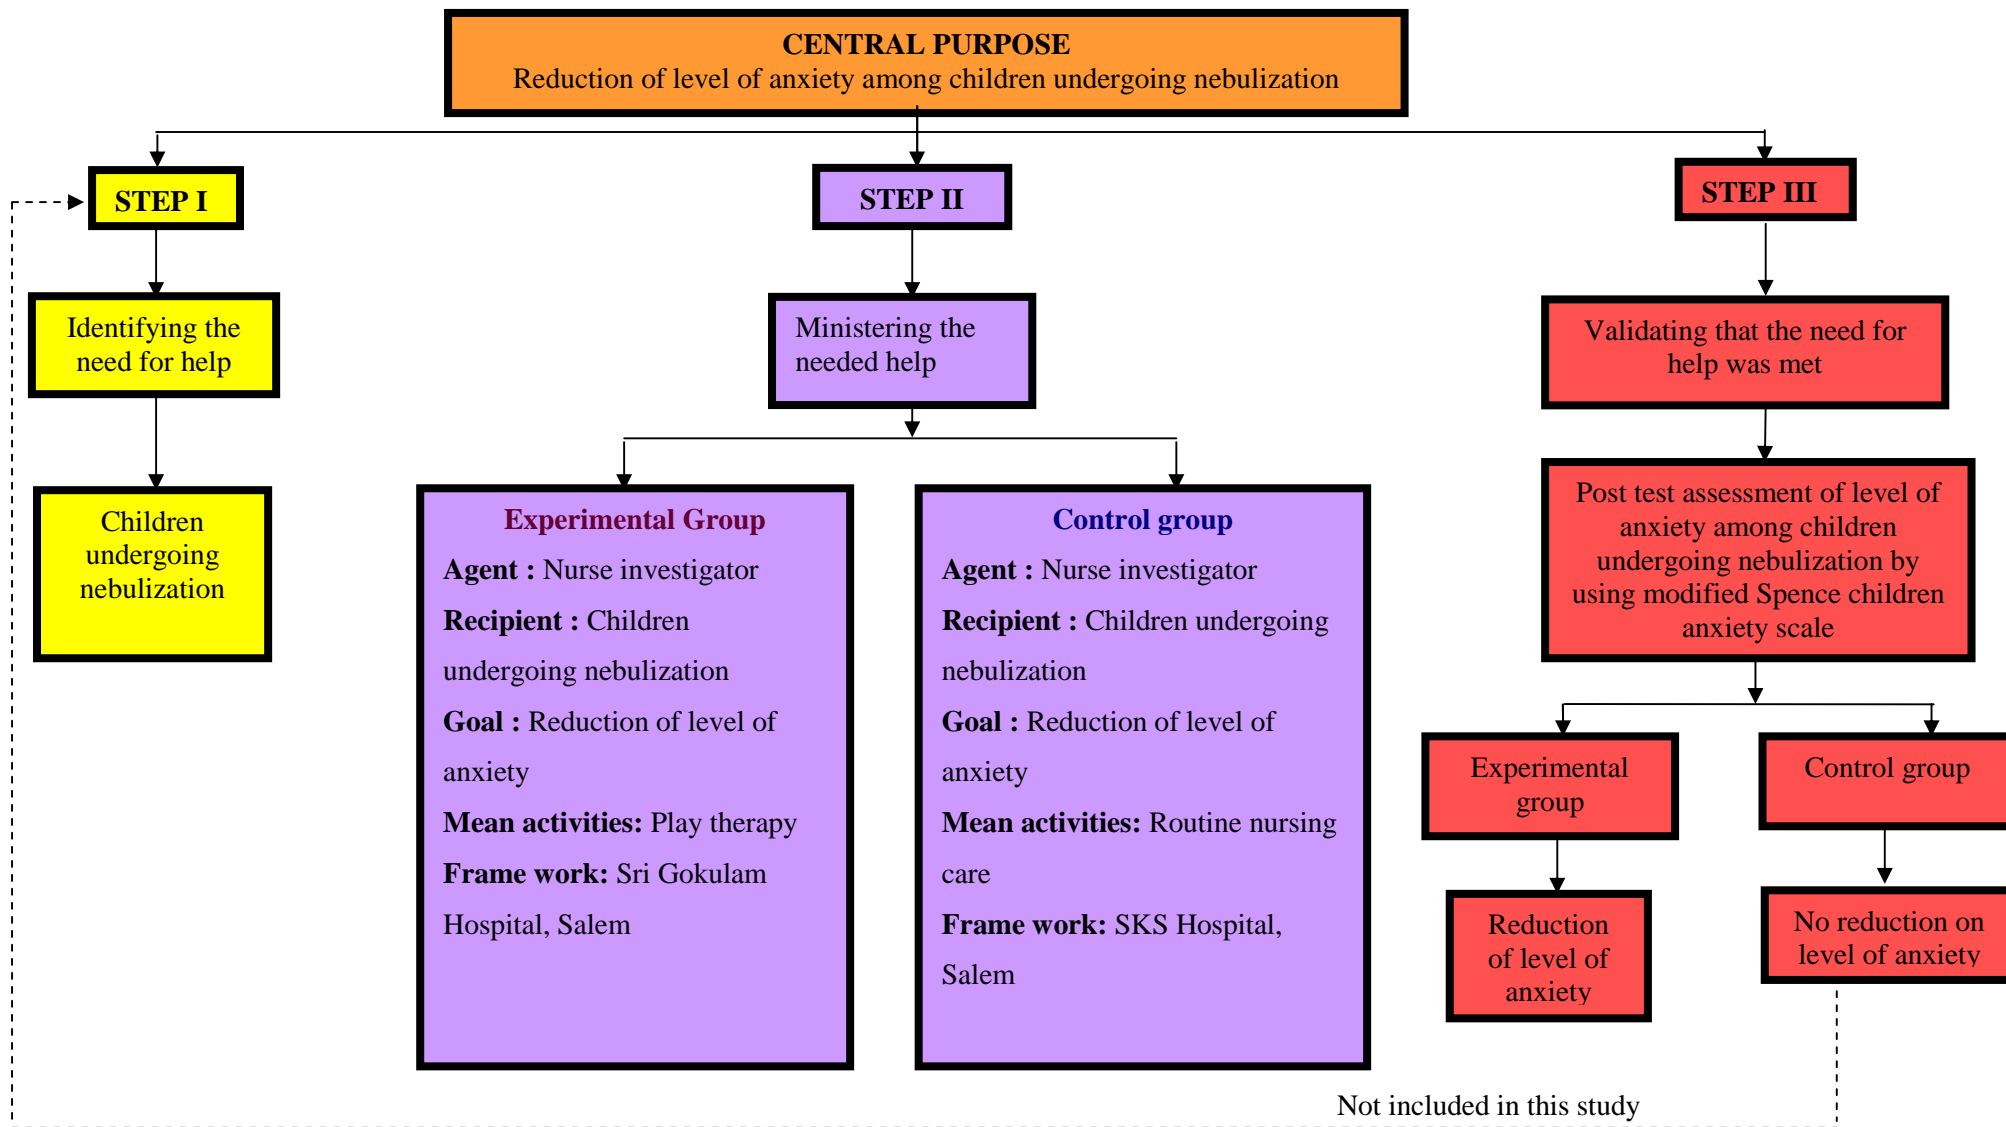 CENTRAL PURPOSE
Reduction of level of anxiety among children undergoing nebulization
STEP I
STEP II
STEP III
Identifying the
need for help
Ministering the
needed help
Validating that the need for
help was met
Children
undergoing
nebulization
Experimental Group
Agent : Nurse investigator
Recipient : Children
undergoing nebulization
Goal : Reduction of level of
anxiety
Mean activities: Play therapy
Frame work: Sri Gokulam
Hospital, Salem
Control group
Agent : Nurse investigator
Recipient : Children undergoing
nebulization
Goal : Reduction of level of
anxiety
Mean activities: Routine nursing
care
Frame work: SKS Hospital,
Salem
Post test assessment of level of
anxiety among children
undergoing nebulization by
using modified Spence children
anxiety scale
Experimental
group
Control group
Reduction
of level of
anxiety
No reduction on
level of anxiety
Not included in this study